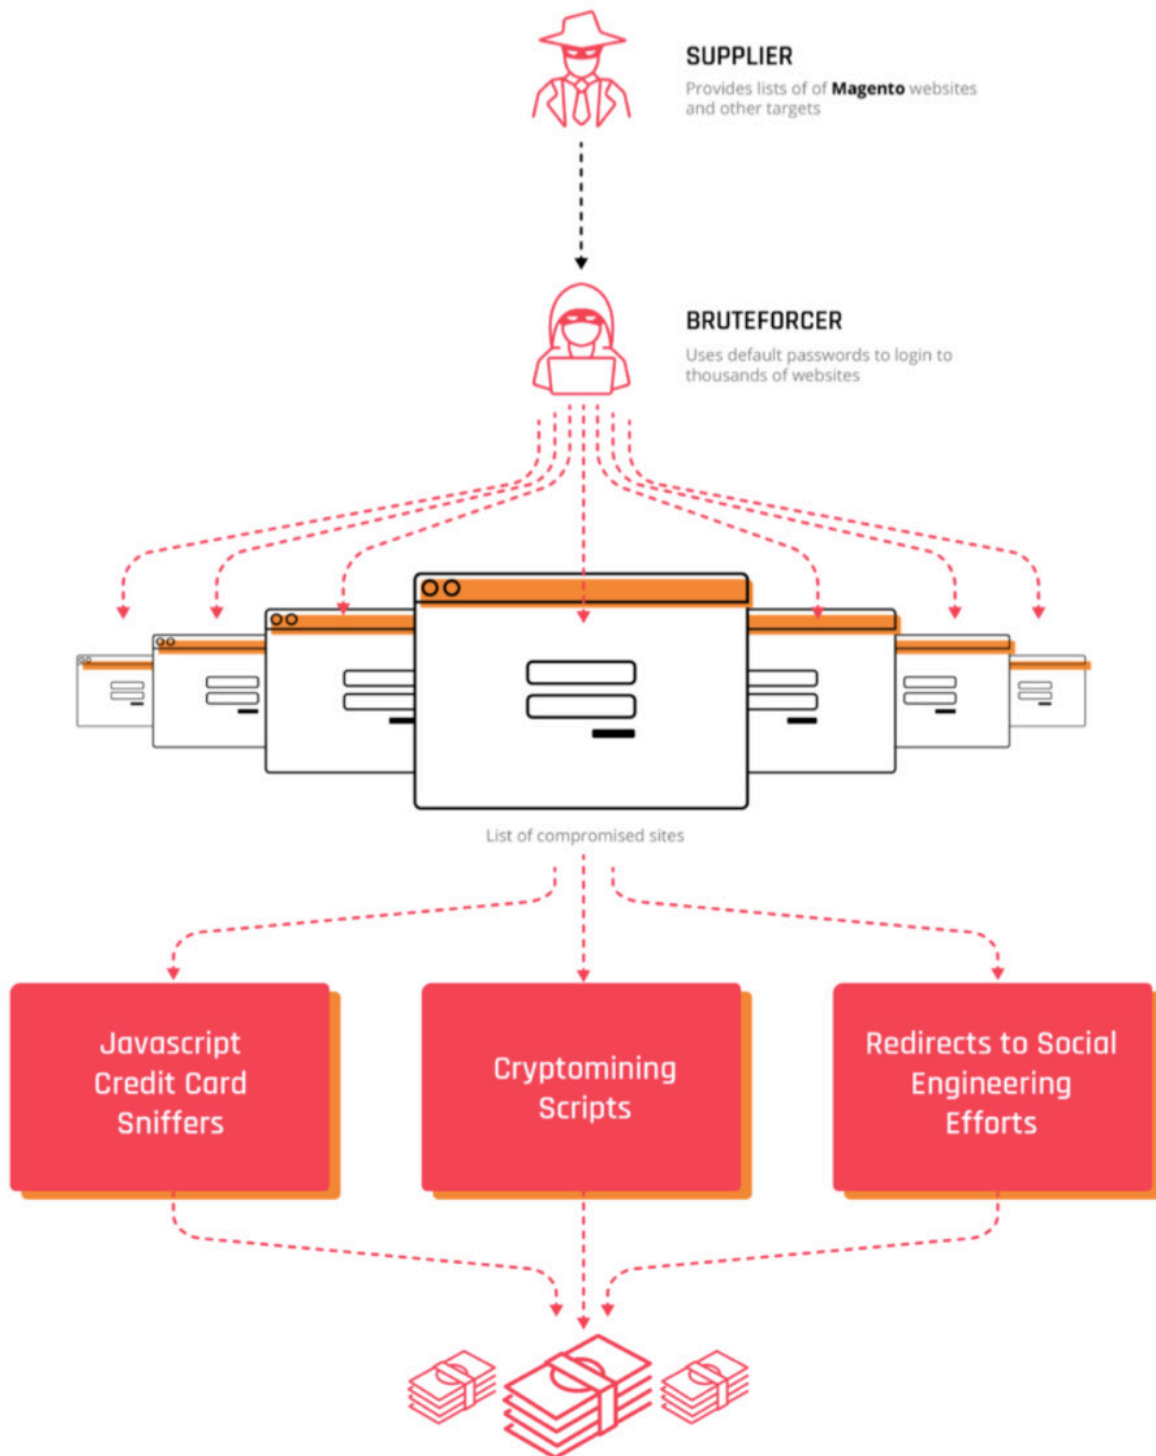 SUPPLIER
Provides lists of of Magento websites
and other targets
BRUTEFORCER
Uses default passwords to login to
thousands of websites
List of compromised sites
Javascript
Credit Card
Sniffers
Cryptomining
Scripts
Redirects to Social
Engineering
Efforts